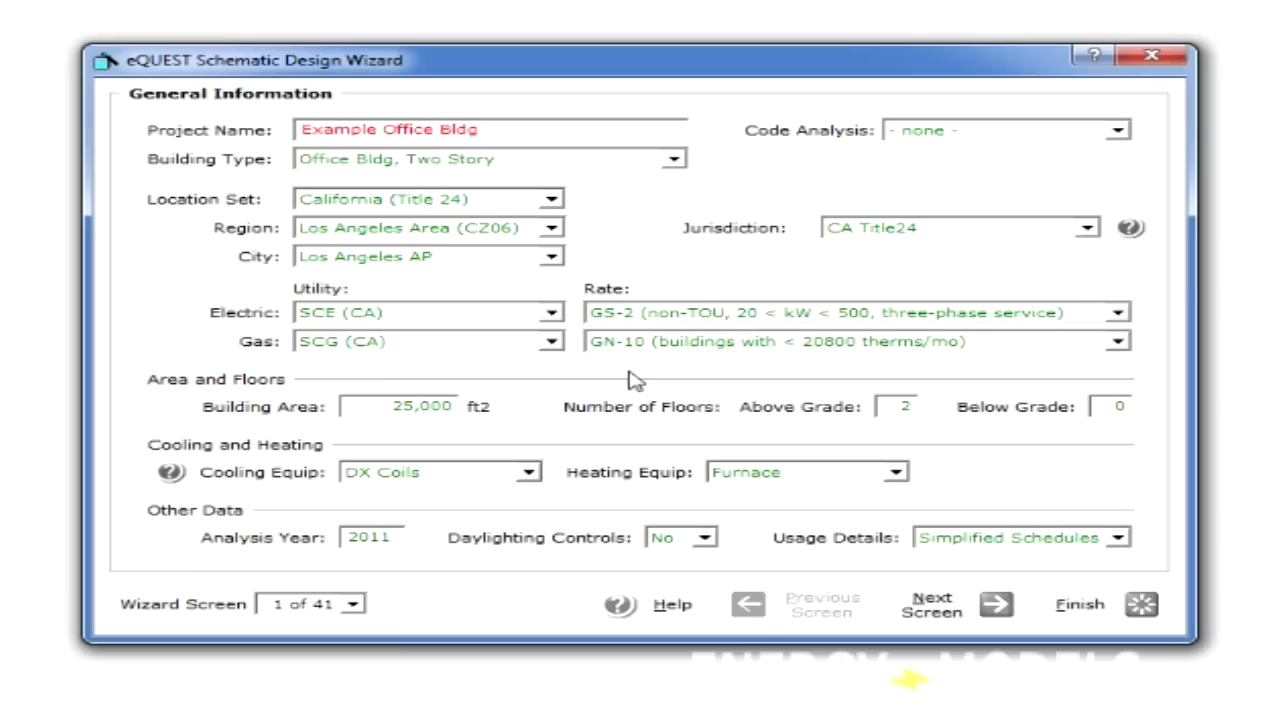 eQUEST Schematic Design Wizard
General Information
Project Name: Example Office Bldg Code Analysis: - none -
Building Type: Office Bldg, Two Story
Location Set: California (Title 24)
Region: Los Angeles Area (CZ06) Jurisdiction: CA Title24
City: Los Angeles AP
Utility: Rate:
Electric: SCE (CA) GS-2 (non-TOU, 20 < kW < 500, three-phase service)
Gas: SCG (CA) GN-10 (buildings with < 20800 therms/mo)
Area and Floors
Building Area: 25,000 ft2 Number of Floors: Above Grade: 2 Below Grade: 0
Cooling and Heating
Cooling Equip: DX Coils Heating Equip: Furnace
Other Data
Analysis Year: 2011 Daylighting Controls: No Usage Details: Simplified Schedules
Wizard Screen 1 of 41 Help Previous Screen Next Screen Finish